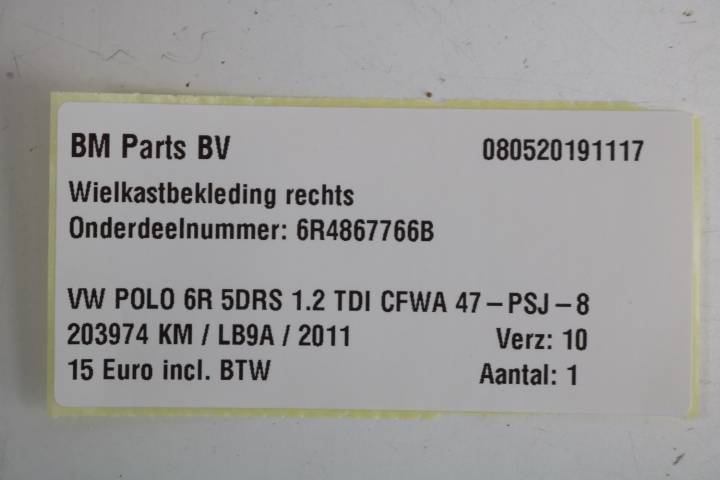 BM Parts BV 080520191117
Wielkastbekleding rechts
Onderdeelnummer: 6R4867766B
VW POLO 6R 5DRS 1.2 TDI CFWA 47-PSJ-8
203974 KM / LB9A / 2011 Verz: 10
15 Euro incl. BTW Aantal: 1